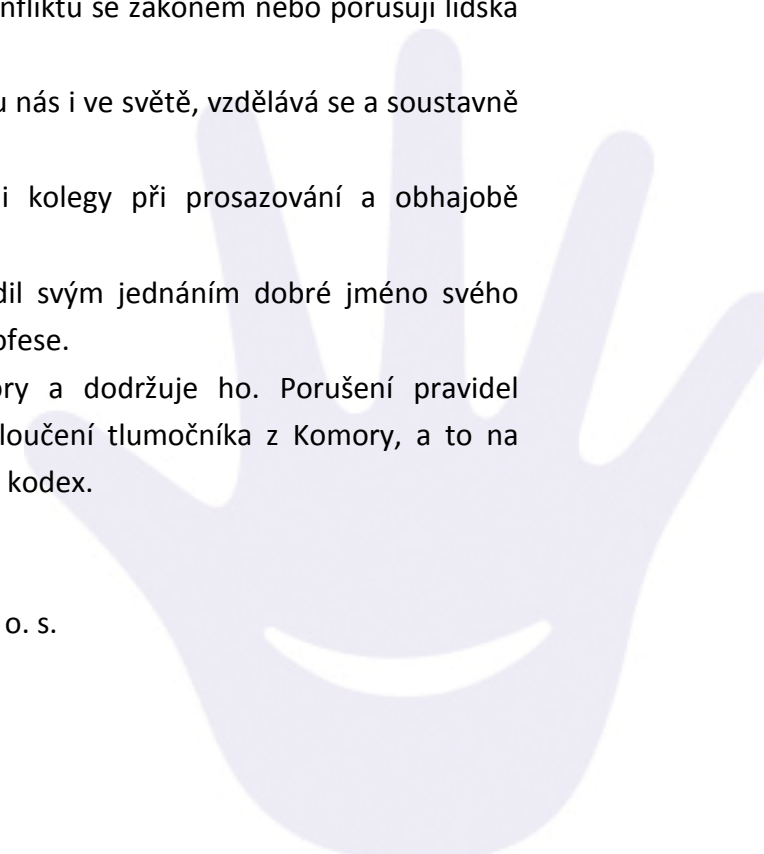 nfliktu se zákonem nebo porušují lidská
u nás i ve světě, vzdělává se a soustavně
i kolegy při prosazování a obhajobě
dil svým jednáním dobré jméno svého
ofese.
ory a dodržuje ho. Porušení pravidel
loučení tlumočníka z Komory, a to na
kodex.
o. s.